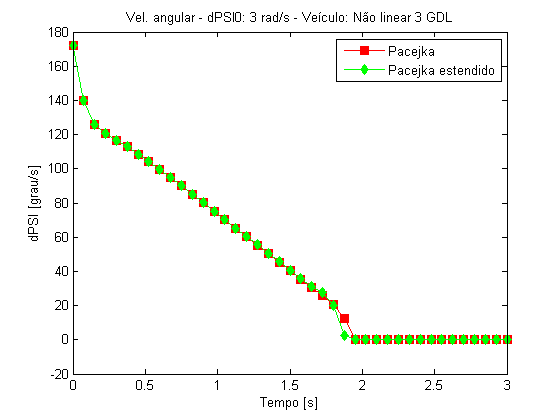 Vel. angular - dPSI0: 3 rad/s - Veículo: Não linear 3 GDL
Pacejka
Pacejka estendido
dPSI [grau/s]
180
160
140
120
100
80
60
40
20
0
-20
0 0.5 1 1.5 2 2.5 3
Tempo [s]